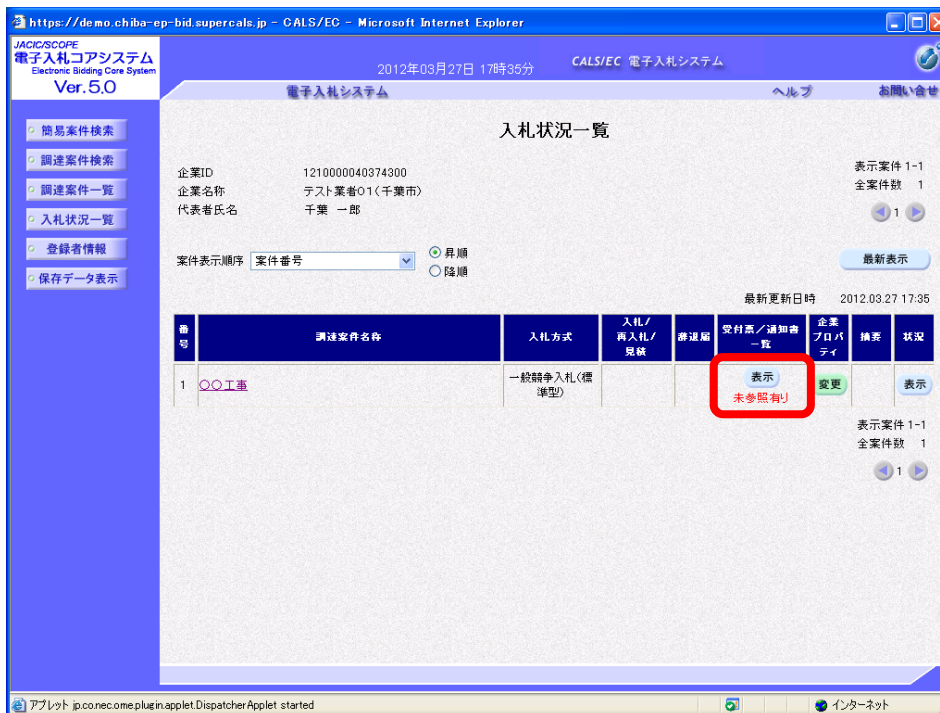 https://demo.chiba-ep-bid.supercals.jp - CALS/EC - Microsoft Internet Explorer
JACIC/SCOPE
電子入札コアシステム
Electronic Bidding Core System
Ver.5.0
2012年03月27日 17時35分
CALS/EC 電子入札システム
電子入札システム
ヘルプ
お問い合せ
簡易案件検索
調達案件検索
調達案件一覧
入札状況一覧
登録者情報
保存データ表示
入札状況一覧
企業ID 1210000040374300
企業名称 テスト業者01(千葉市)
代表者氏名 千葉 一郎
表示案件 1-1
全案件数 1
1
案件表示順序 案件番号
昇順
降順
最新表示
最新更新日時 2012.03.27 17:35
番号 調達案件名称 入札方式 入札/再入札/見積 辞退届 受付票/通知書一覧 企業プロパティ 摘要 状況
1 〇〇工事 一般競争入札(標準型) 表示 変更 表示
未参照有り
表示案件 1-1
全案件数 1
1
アプレット jp.co.nec.ome.plugin.applet.DispatcherApplet started
インターネット